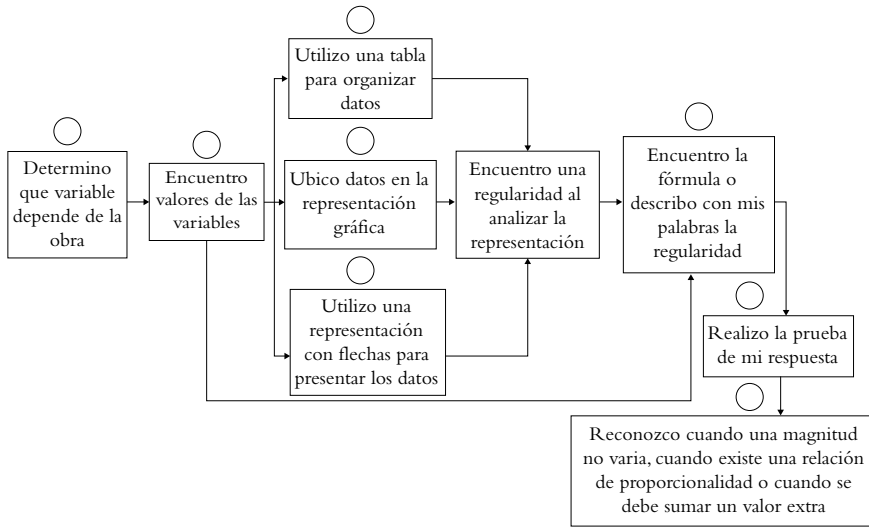 Utilizo una tabla
para organizar
datos
Determino
que variable
depende de la
obra
Encuentro
valores de las
variables
Ubico datos en la
representación
gráfica
Encuentro una
regularidad al
analizar la
representación
Encuentro la
fórmula o
describo con mis
palabras la
regularidad
Utilizo una
representación
con flechas para
presentar los datos
Realizo la prueba
de mi respuesta
Reconozco cuando una magnitud
no varia, cuando existe una relación
de proporcionalidad o cuando se
debe sumar un valor extra